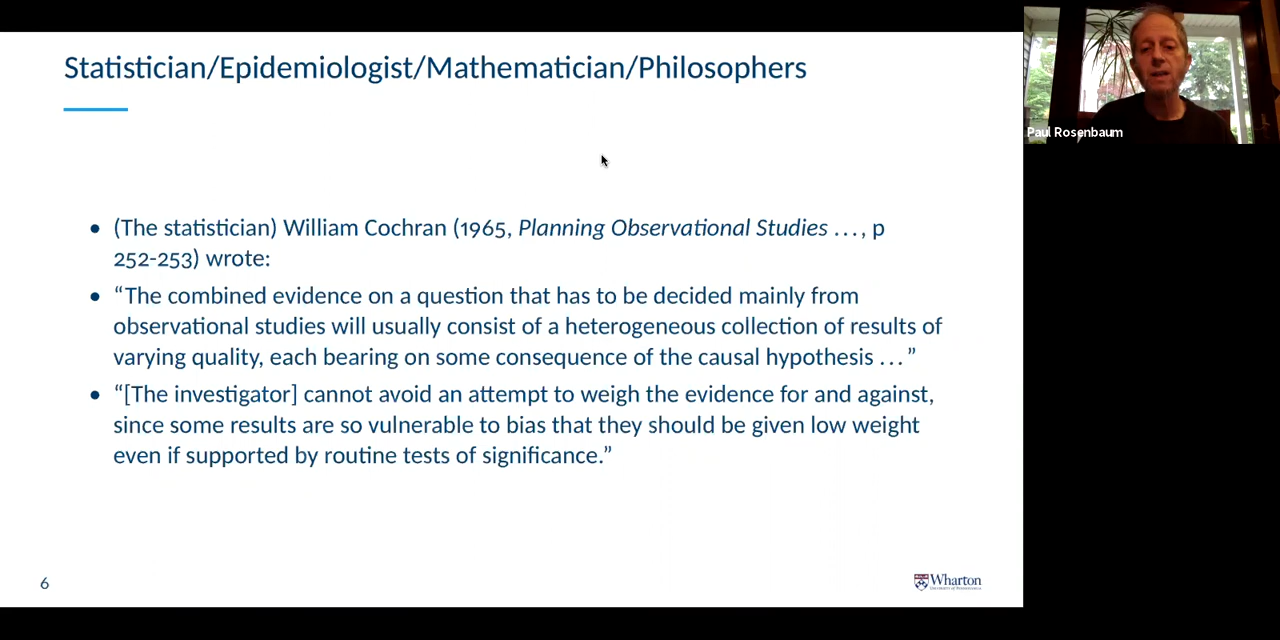 Statistician/Epidemiologist/Mathematician/Philosophers
Paul Rosenbaum
• (The statistician) William Cochran (1965, Planning Observational Studies . . . , p
252-253) wrote:
• “The combined evidence on a question that has to be decided mainly from
observational studies will usually consist of a heterogeneous collection of results of
varying quality, each bearing on some consequence of the causal hypothesis . . . ”
• “[The investigator] cannot avoid an attempt to weigh the evidence for and against,
since some results are so vulnerable to bias that they should be given low weight
even if supported by routine tests of significance.”
6
Wharton